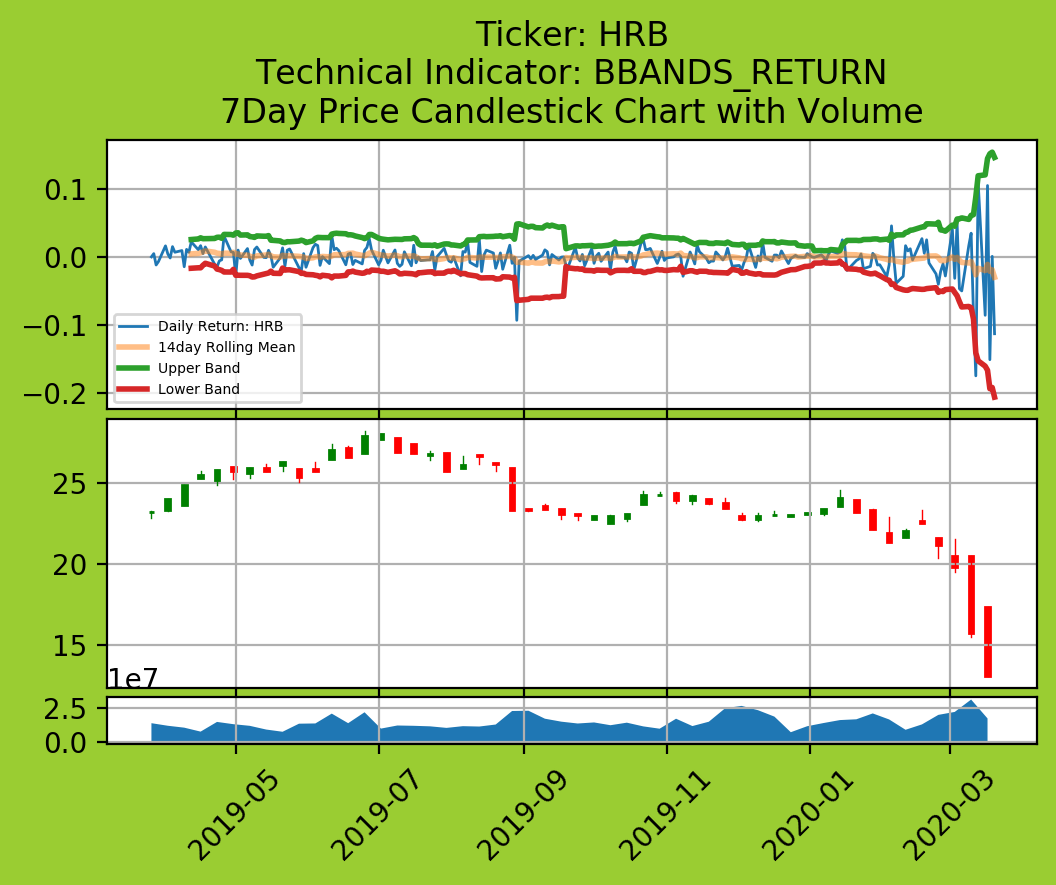 Ticker: HRB
Technical Indicator: BBANDS_RETURN
7Day Price Candlestick Chart with Volume
0.1
0.0
−0.1
−0.2
Daily Return: HRB
14day Rolling Mean
Upper Band
Lower Band
25
20
15
1e7
2.5
0.0
2019-05
2019-07
2019-09
2019-11
2020-01
2020-03